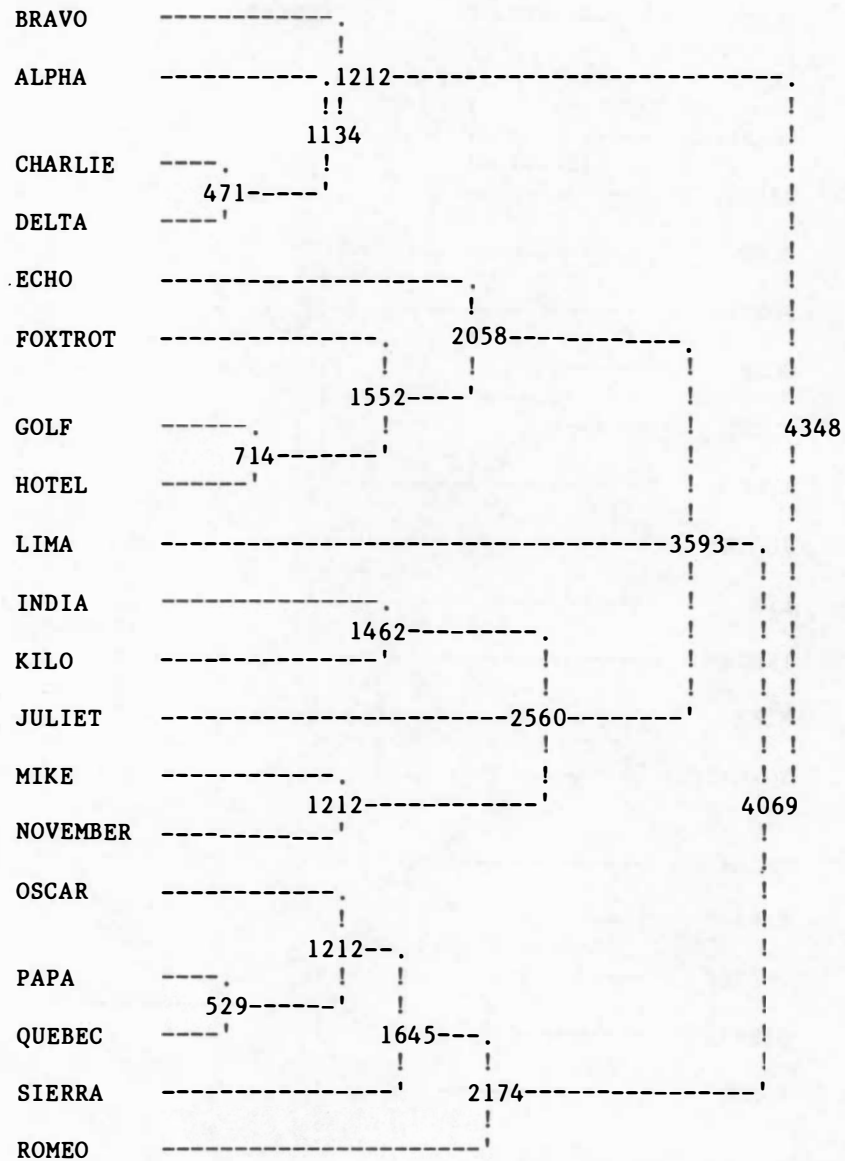 BRAVO
ALPHA 1212
1134
CHARLIE
471
DELTA
ECHO
FOXTROT 2058
1552
GOLF 4348
714
HOTEL
LIMA 3593
INDIA
1462
KILO
JULIET 2560
MIKE
1212 4069
NOVEMBER
OSCAR
1212
PAPA
529
QUEBEC 1645
SIERRA 2174
ROMEO